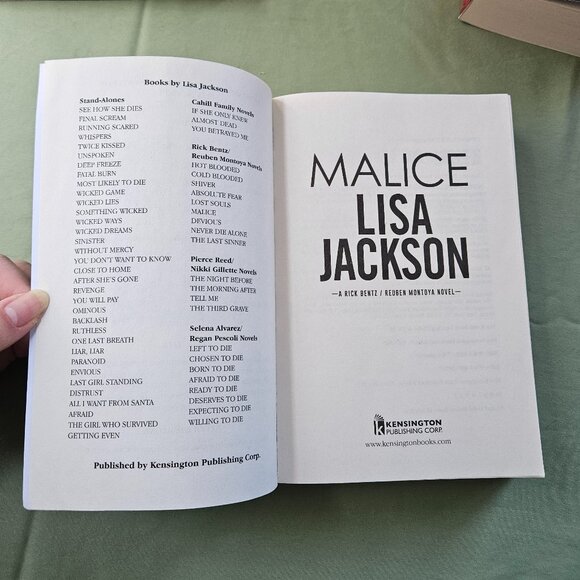 Books by Lisa Jackson
Stand-Alones
SEE HOW SHE DIES
FINAL SCREAM
RUNNING SCARED
WHISPERS
TWICE KISSED
UNSPOKEN
DEEP FREEZE
FATAL BURN
MOST LIKELY TO DIE
WICKED GAME
WICKED LIES
SOMETHING WICKED
WICKED WAYS
WICKED DREAMS
SINISTER
WITHOUT MERCY
YOU DON'T WANT TO KNOW
CLOSE TO HOME
AFTER SHE'S GONE
REVENGE
YOU WILL PAY
OMINOUS
BACKLASH
RUTHLESS
ONE LAST BREATH
LIAR, LIAR
PARANOID
ENVIOUS
LAST GIRL STANDING
DISTRUST
ALL I WANT FROM SANTA
AFRAID
THE GIRL WHO SURVIVED
GETTING EVEN
Cahill Family Novels
IF SHE ONLY KNEW
ALMOST DEAD
YOU BETRAYED ME
Rick Bentz/
Reuben Montoya Novels
HOT BLOODED
COLD BLOODED
SHIVER
ABSOLUTE FEAR
LOST SOULS
MALICE
DEVIOUS
NEVER DIE ALONE
THE LAST SINNER
Pierce Reed/
Nikki Gillette Novels
THE NIGHT BEFORE
THE MORNING AFTER
TELL ME
THE THIRD GRAVE
Selena Alvarez/
Regan Pescoli Novels
LEFT TO DIE
CHOSEN TO DIE
BORN TO DIE
AFRAID TO DIE
READY TO DIE
DESERVES TO DIE
EXPECTING TO DIE
WILLING TO DIE
Published by Kensington Publishing Corp.
MALICE
LISA
JACKSON
—A RICK BENTZ / REUBEN MONTOYA NOVEL—
K
KENSINGTON
PUBLISHING CORP.
www.kensingtonbooks.com